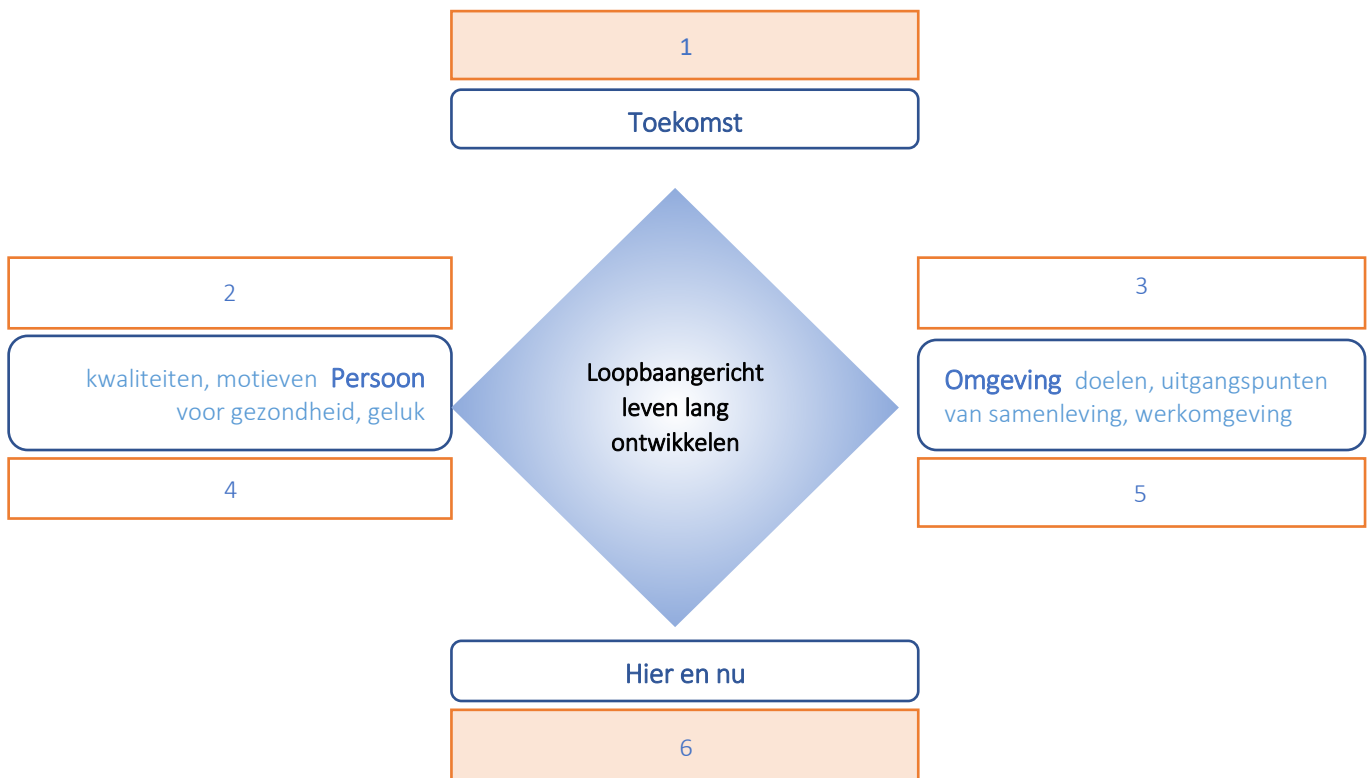 1
Toekomst
2
3
kwaliteiten, motieven Persoon
voor gezondheid, geluk
Loopbaangericht
leven lang
ontwikkelen
Omgeving doelen, uitgangspunten
van samenleving, werkomgeving
4
5
Hier en nu
6